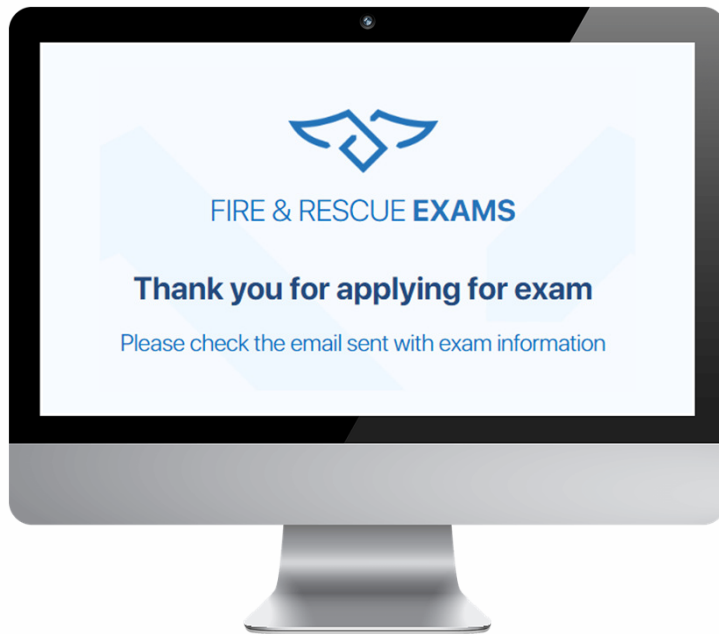 FIRE & RESCUE EXAMS
Thank you for applying for exam
Please check the email sent with exam information